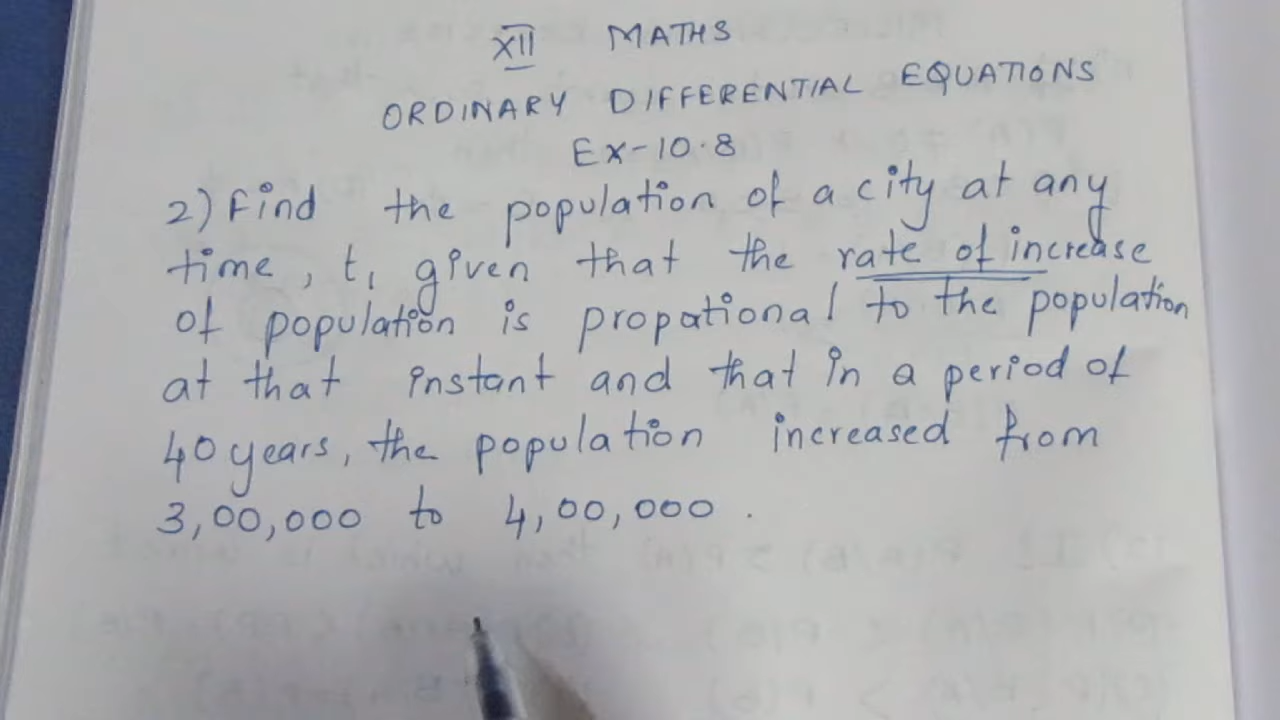 XII MATHS
ORDINARY DIFFERENTIAL EQUATIONS
Ex-10.8
2) Find the population of a city at any
time, t, given that the rate of increase
of population is propational to the population
at that instant and that in a period of
40 years, the population increased from
3,00,000 to 4,00,000.